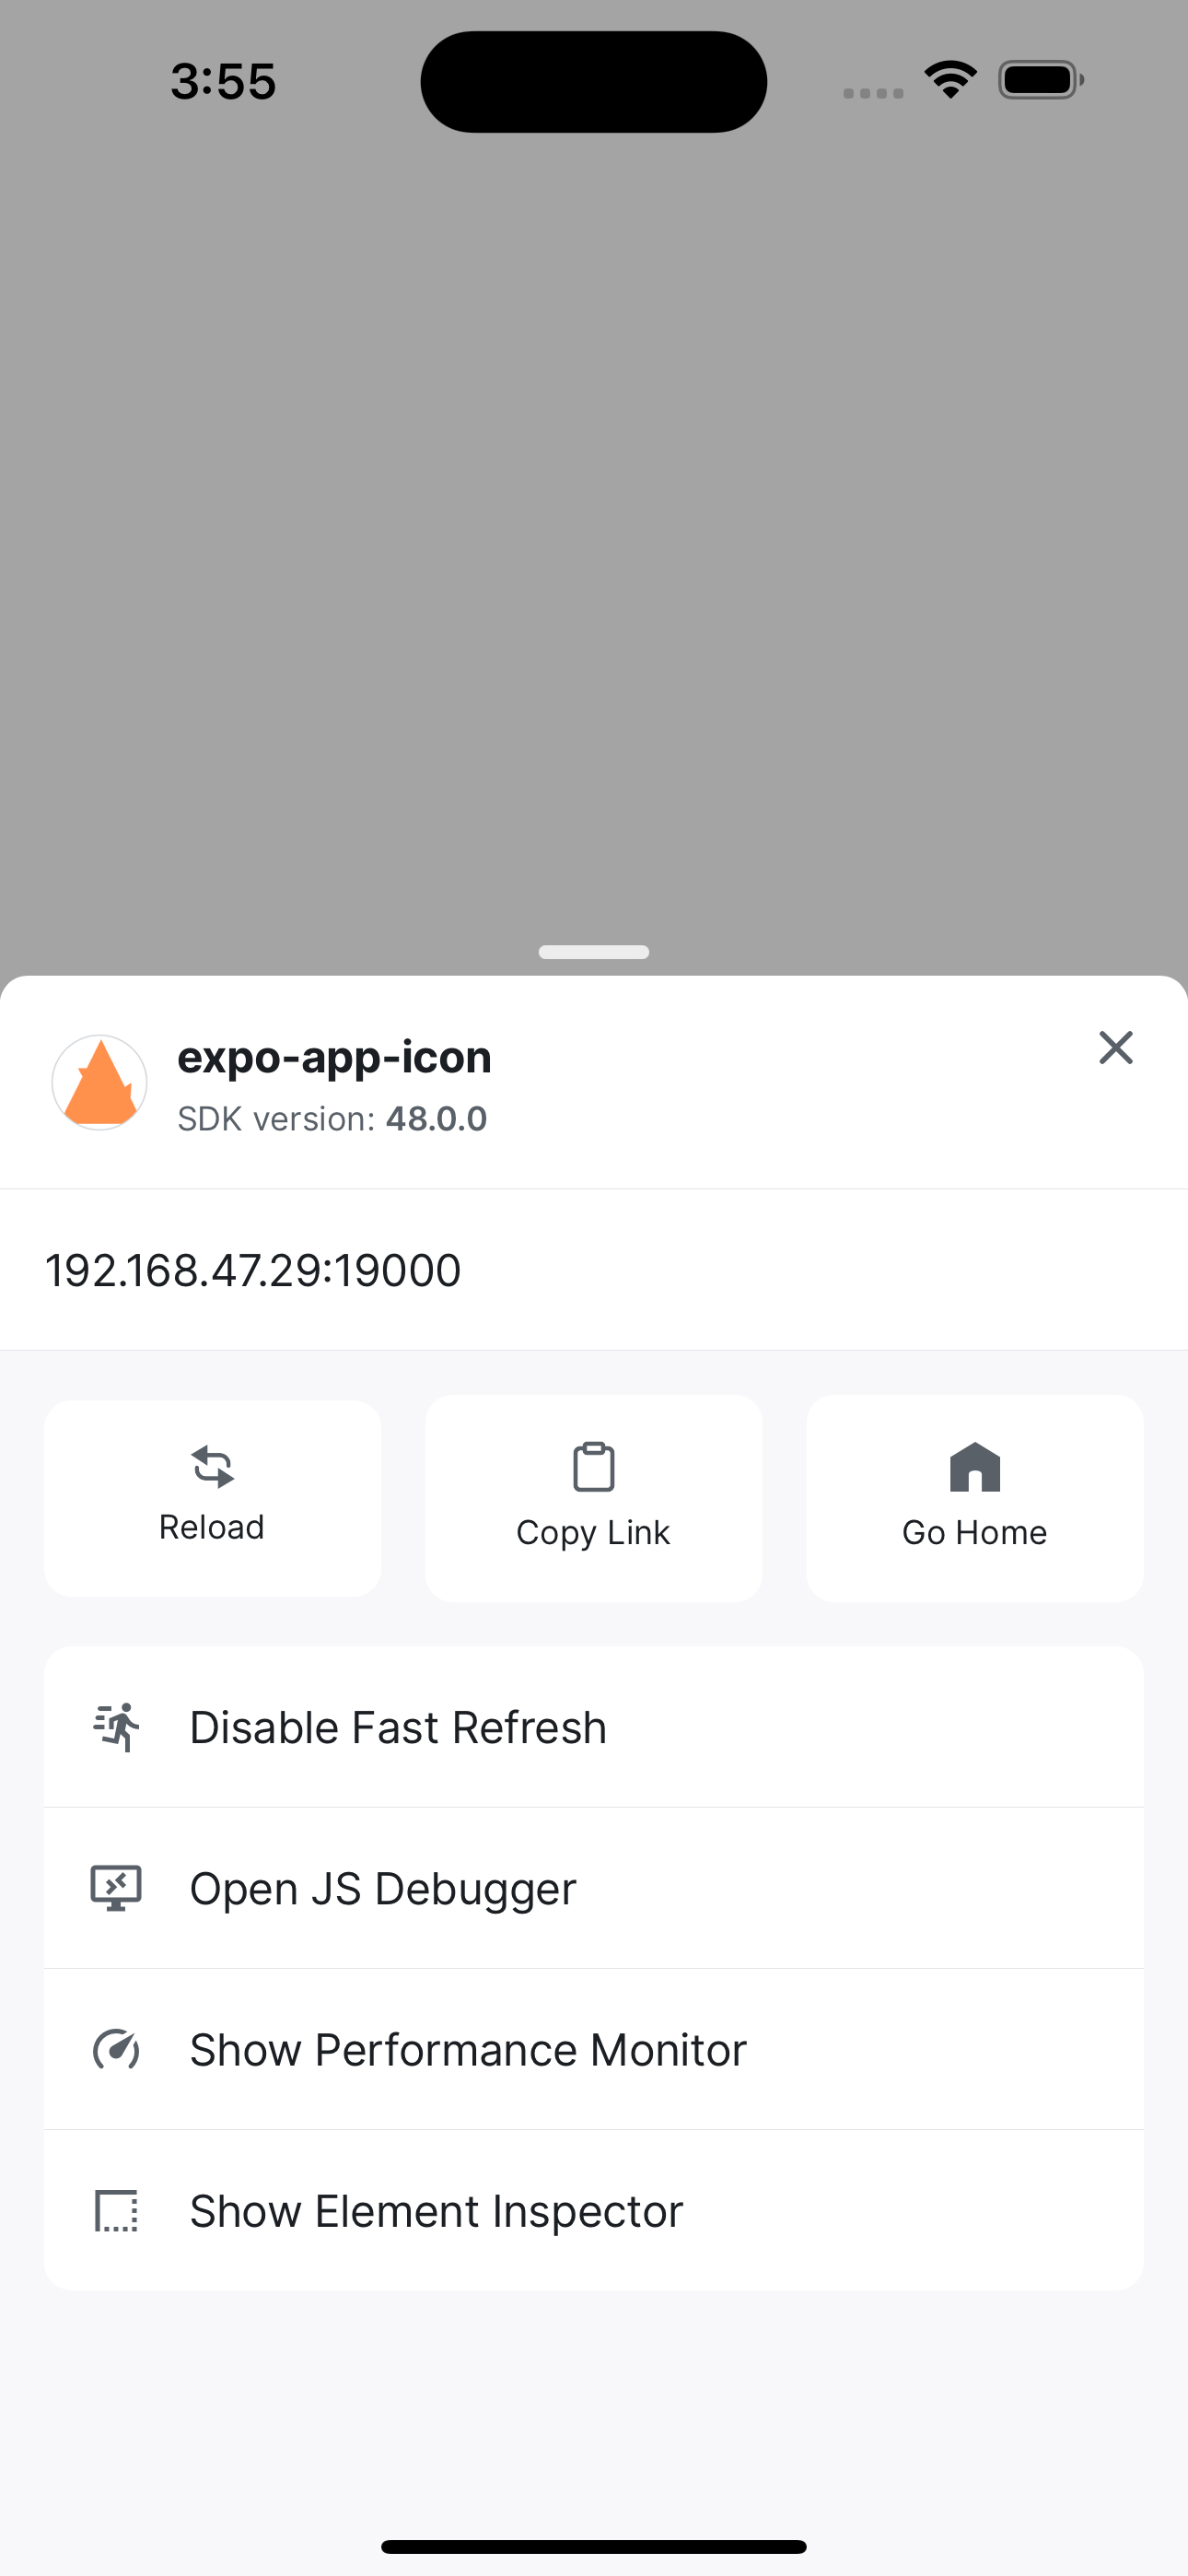 3:55
expo-app-icon
SDK version: 48.0.0
192.168.47.29:19000
Reload
Copy Link
Go Home
Disable Fast Refresh
Open JS Debugger
Show Performance Monitor
Show Element Inspector